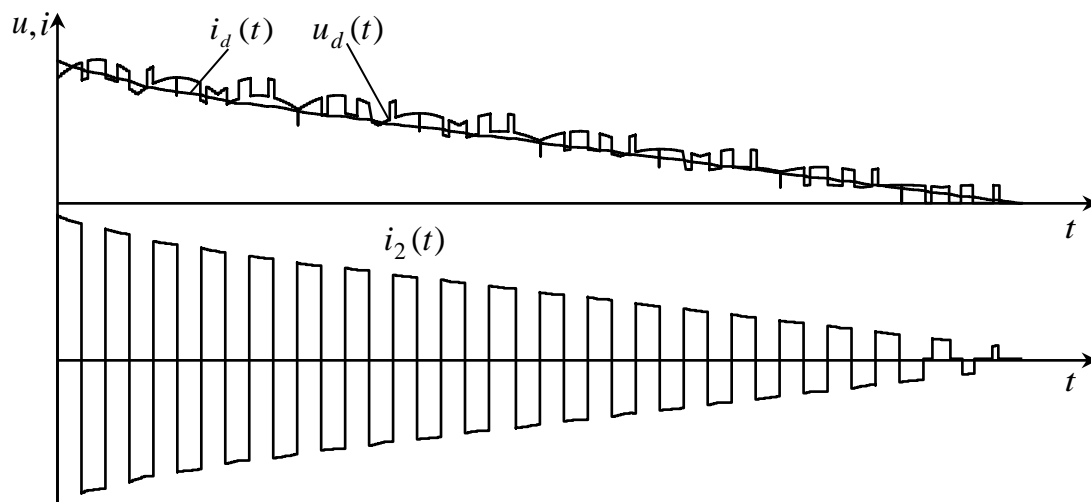 u, i
i_d(t)
u_d(t)
t
i_2(t)
t